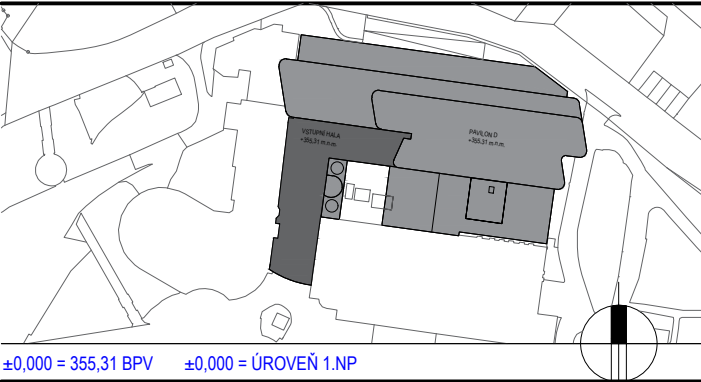 VSTUPNÍ HALA
+355,31 m.n.m.
PAVILON D
+355,31 m.n.m.
±0,000 = 355,31 BPV ±0,000 = ÚROVEŇ 1.NP